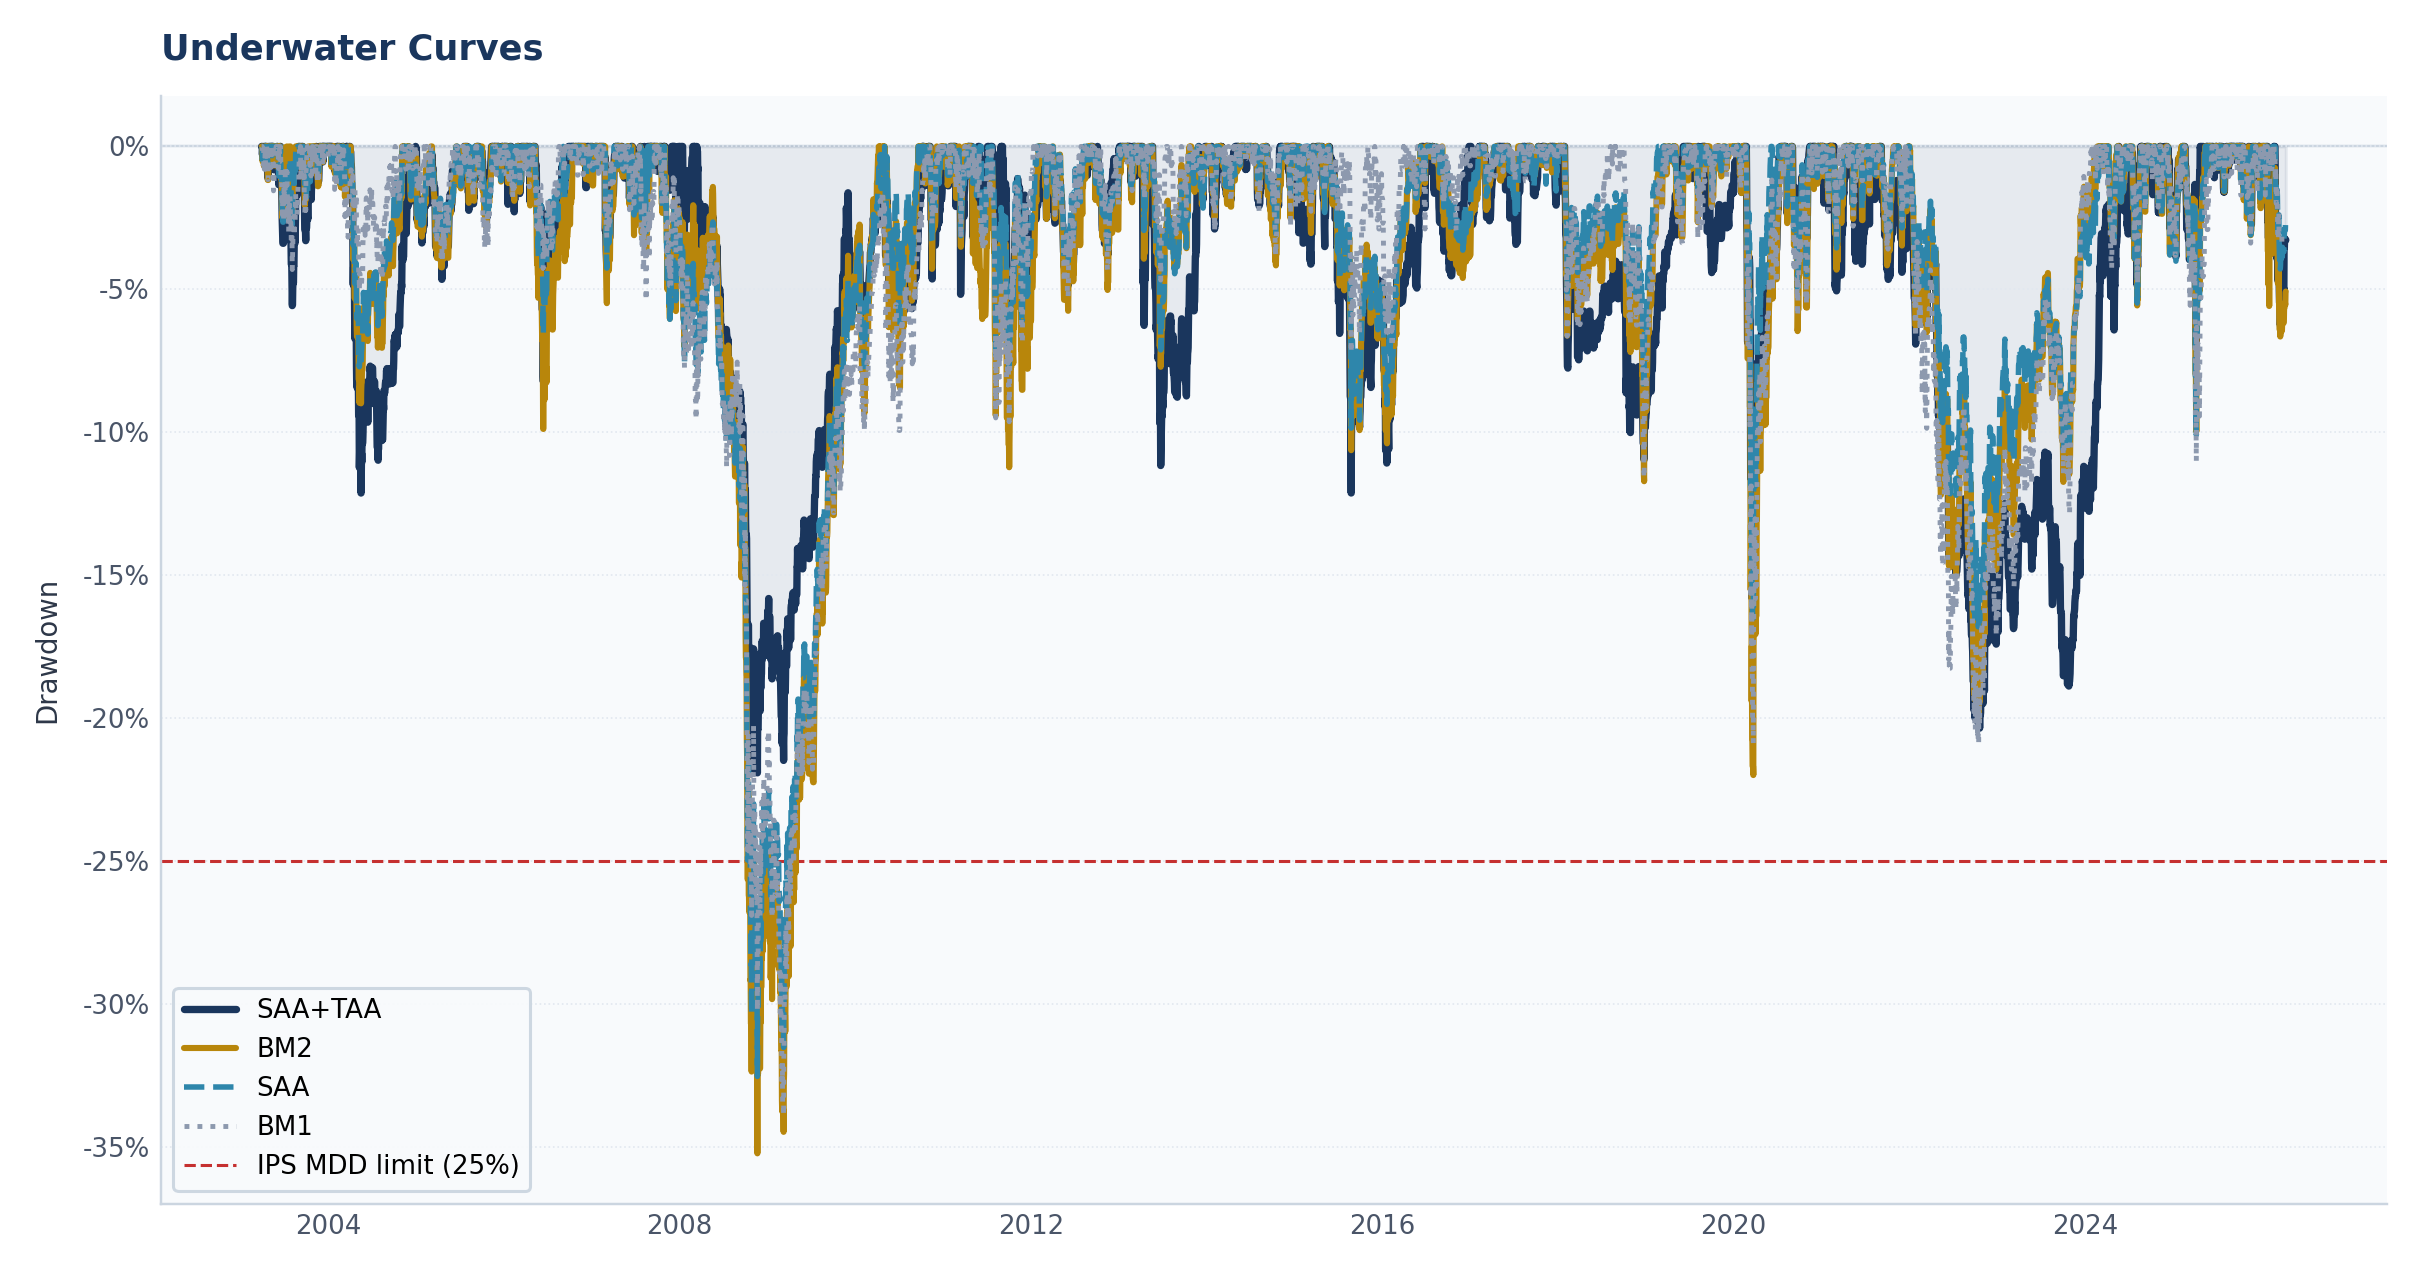 Underwater Curves
Drawdown
0%
-5%
-10%
-15%
-20%
-25%
-30%
-35%
SAA+TAA
BM2
SAA
BM1
IPS MDD limit (25%)
2004
2008
2012
2016
2020
2024